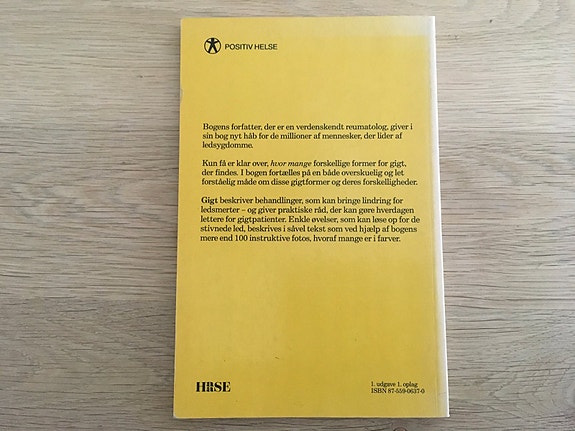 POSITIV HELSE
Bogens forfatter, der er en verdenskendt reumatolog, giver i
sin bog nyt håb for de millioner af mennesker, der lider af
ledsygdomme.
Kun få er klar over, hvor mange forskellige former for gigt,
der findes. I bogen fortælles på en både overskuelig og let
forståelig måde om disse gigtformer og deres forskelligheder.
Gigt beskriver behandlinger, som kan bringe lindring for
ledsmerter – og giver praktiske råd, der kan gøre hverdagen
lettere for gigtpatienter. Enkle øvelser, som kan løse op for de
stivnede led, beskrives i såvel tekst som ved hjælp af bogens
mere end 100 instruktive fotos, hvoraf mange er i farver.
1. udgave 1. oplag
ISBN 87-559-0637-0